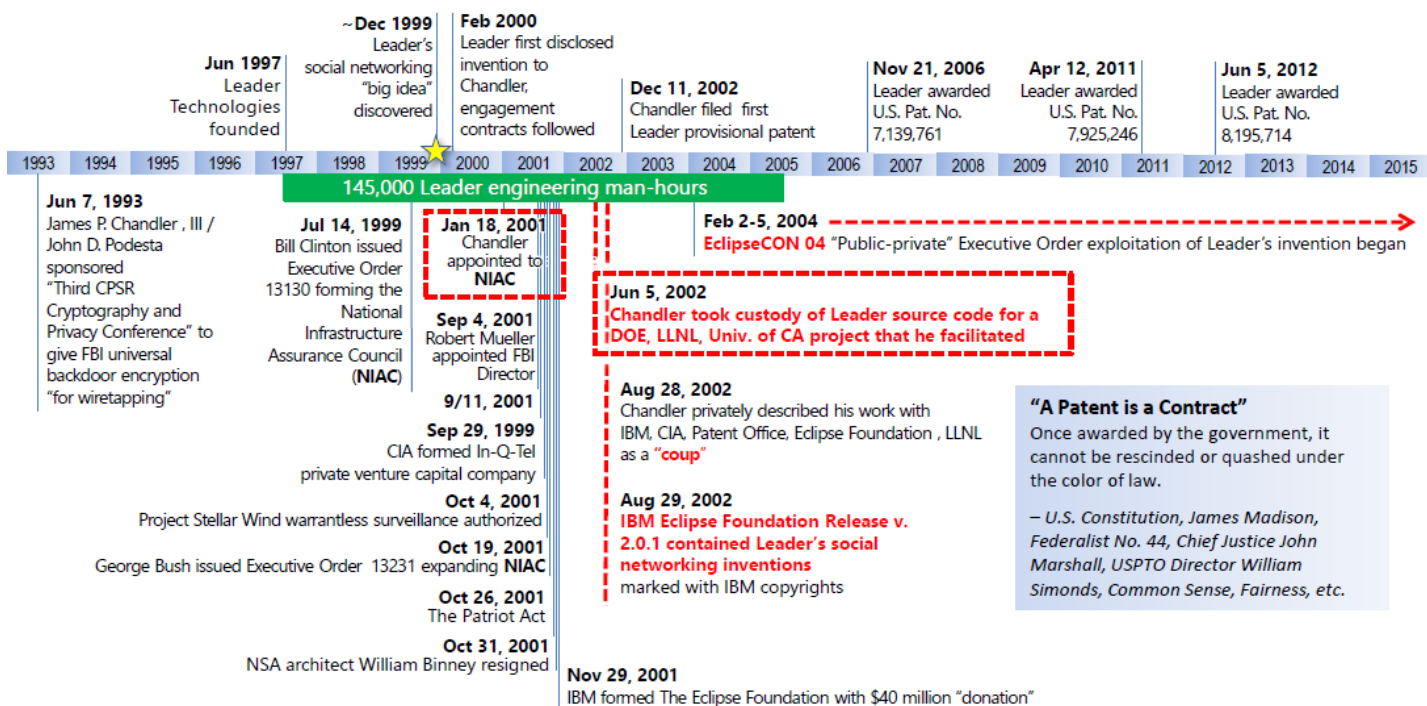 ~Dec 1999
Leader's
social networking
"big idea"
discovered
Feb 2000
Leader first disclosed
invention to
Chandler,
engagement
contracts followed
Jun 1997
Leader
Technologies
founded
Dec 11, 2002
Chandler filed first
Leader provisional patent
Nov 21, 2006
Leader awarded
U.S. Pat. No.
7,139,761
Apr 12, 2011
Leader awarded
U.S. Pat. No.
7,925,246
Jun 5, 2012
Leader awarded
U.S. Pat. No.
8,195,714
1993 1994 1995 1996 1997 1998 1999 2000 2001 2002 2003 2004 2005 2006 2007 2008 2009 2010 2011 2012 2013 2014 2015
145,000 Leader engineering man-hours
Jun 7, 1993
James P. Chandler , III /
John D. Podesta
sponsored
"Third CPSR
Cryptography and
Privacy Conference" to
give FBI universal
backdoor encryption
"for wiretapping"
Jul 14, 1999
Bill Clinton issued
Executive Order
13130 forming the
National
Infrastructure
Assurance Council
(NIAC)
Jan 18, 2001
Chandler
appointed to
NIAC
Sep 4, 2001
Robert Mueller
appointed FBI
Director
9/11, 2001
Sep 29, 1999
CIA formed In-Q-Tel
private venture capital company
Oct 4, 2001
Project Stellar Wind warrantless surveillance authorized
Oct 19, 2001
George Bush issued Executive Order 13231 expanding NIAC
Oct 26, 2001
The Patriot Act
Oct 31, 2001
NSA architect William Binney resigned
Nov 29, 2001
IBM formed The Eclipse Foundation with $40 million "donation"
Feb 2-5, 2004
EclipseCON 04 "Public-private" Executive Order exploitation of Leader's invention began
Jun 5, 2002
Chandler took custody of Leader source code for a
DOE, LLNL, Univ. of CA project that he facilitated
Aug 28, 2002
Chandler privately described his work with
IBM, CIA, Patent Office, Eclipse Foundation , LLNL
as a "coup"
Aug 29, 2002
IBM Eclipse Foundation Release v.
2.0.1 contained Leader's social
networking inventions
marked with IBM copyrights
"A Patent is a Contract"
Once awarded by the government, it
cannot be rescinded or quashed under
the color of law.
– U.S. Constitution, James Madison,
Federalist No. 44, Chief Justice John
Marshall, USPTO Director William
Simonds, Common Sense, Fairness, etc.